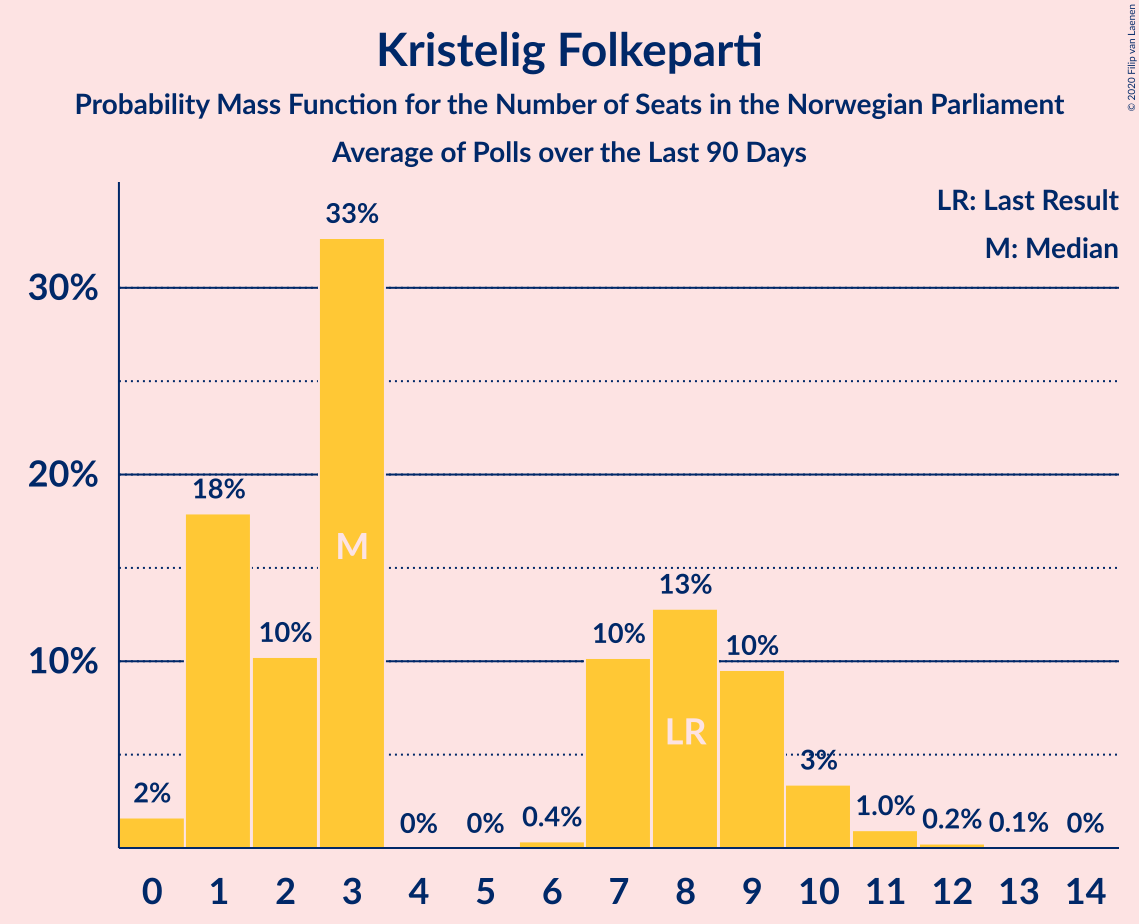 Kristelig Folkeparti
Probability Mass Function for the Number of Seats in the Norwegian Parliament
Average of Polls over the Last 90 Days
© 2020 Filip van Laenen
LR: Last Result
M: Median
33%
30%
20%
18%
M
13%
10%
10%
10%
10%
LR
3%
2%
0%
0%
0.4%
1.0%
0.2%
0.1%
0%
0 1 2 3 4 5 6 7 8 9 10 11 12 13 14